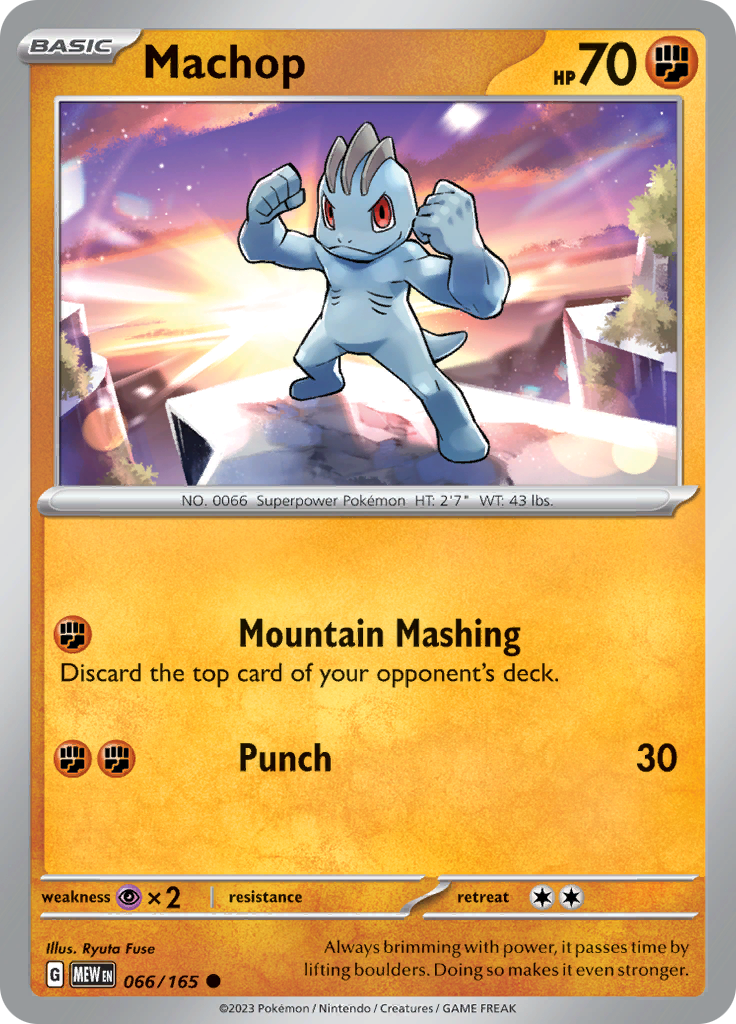 BASIC
Machop
HP 70
NO. 0066 Superpower Pokémon HT: 2'7" WT: 43 lbs.
Mountain Mashing
Discard the top card of your opponent's deck.
Punch 30
weakness ×2 resistance retreat
Illus. Ryuta Fuse
Always brimming with power, it passes time by
lifting boulders. Doing so makes it even stronger.
G MEW EN 066/165
©2023 Pokémon / Nintendo / Creatures / GAME FREAK